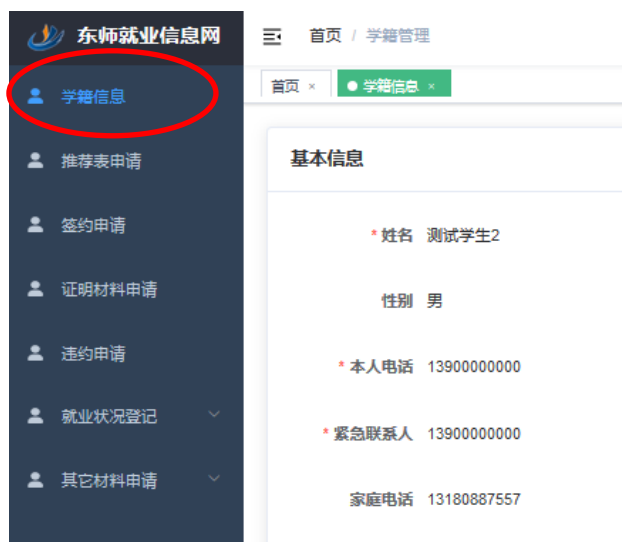 东师就业信息网
首页 / 学籍管理
首页 ×
学籍信息 ×
学籍信息
推荐表申请
签约申请
证明材料申请
违约申请
就业状况登记
其它材料申请
基本信息
* 姓名 测试学生2
性别 男
* 本人电话 13900000000
* 紧急联系人 13900000000
家庭电话 13180887557